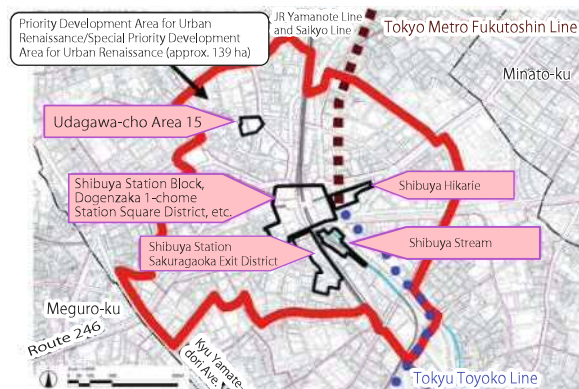 Priority Development Area for Urban
Renaissance/Special Priority Development
Area for Urban Renaissance (approx. 139 ha)
JR Yamanote Line
and Saikyo Line
Tokyo Metro Fukutoshin Line
Minato-ku
Udagawa-cho Area 15
Shibuya Station Block,
Dogenzaka 1-chome
Station Square District, etc.
Shibuya Hikarie
Shibuya Station
Sakuragaoka Exit District
Shibuya Stream
Meguro-ku
Route 246
Kyu Yamate-
dori Ave.
Tokyu Toyoko Line